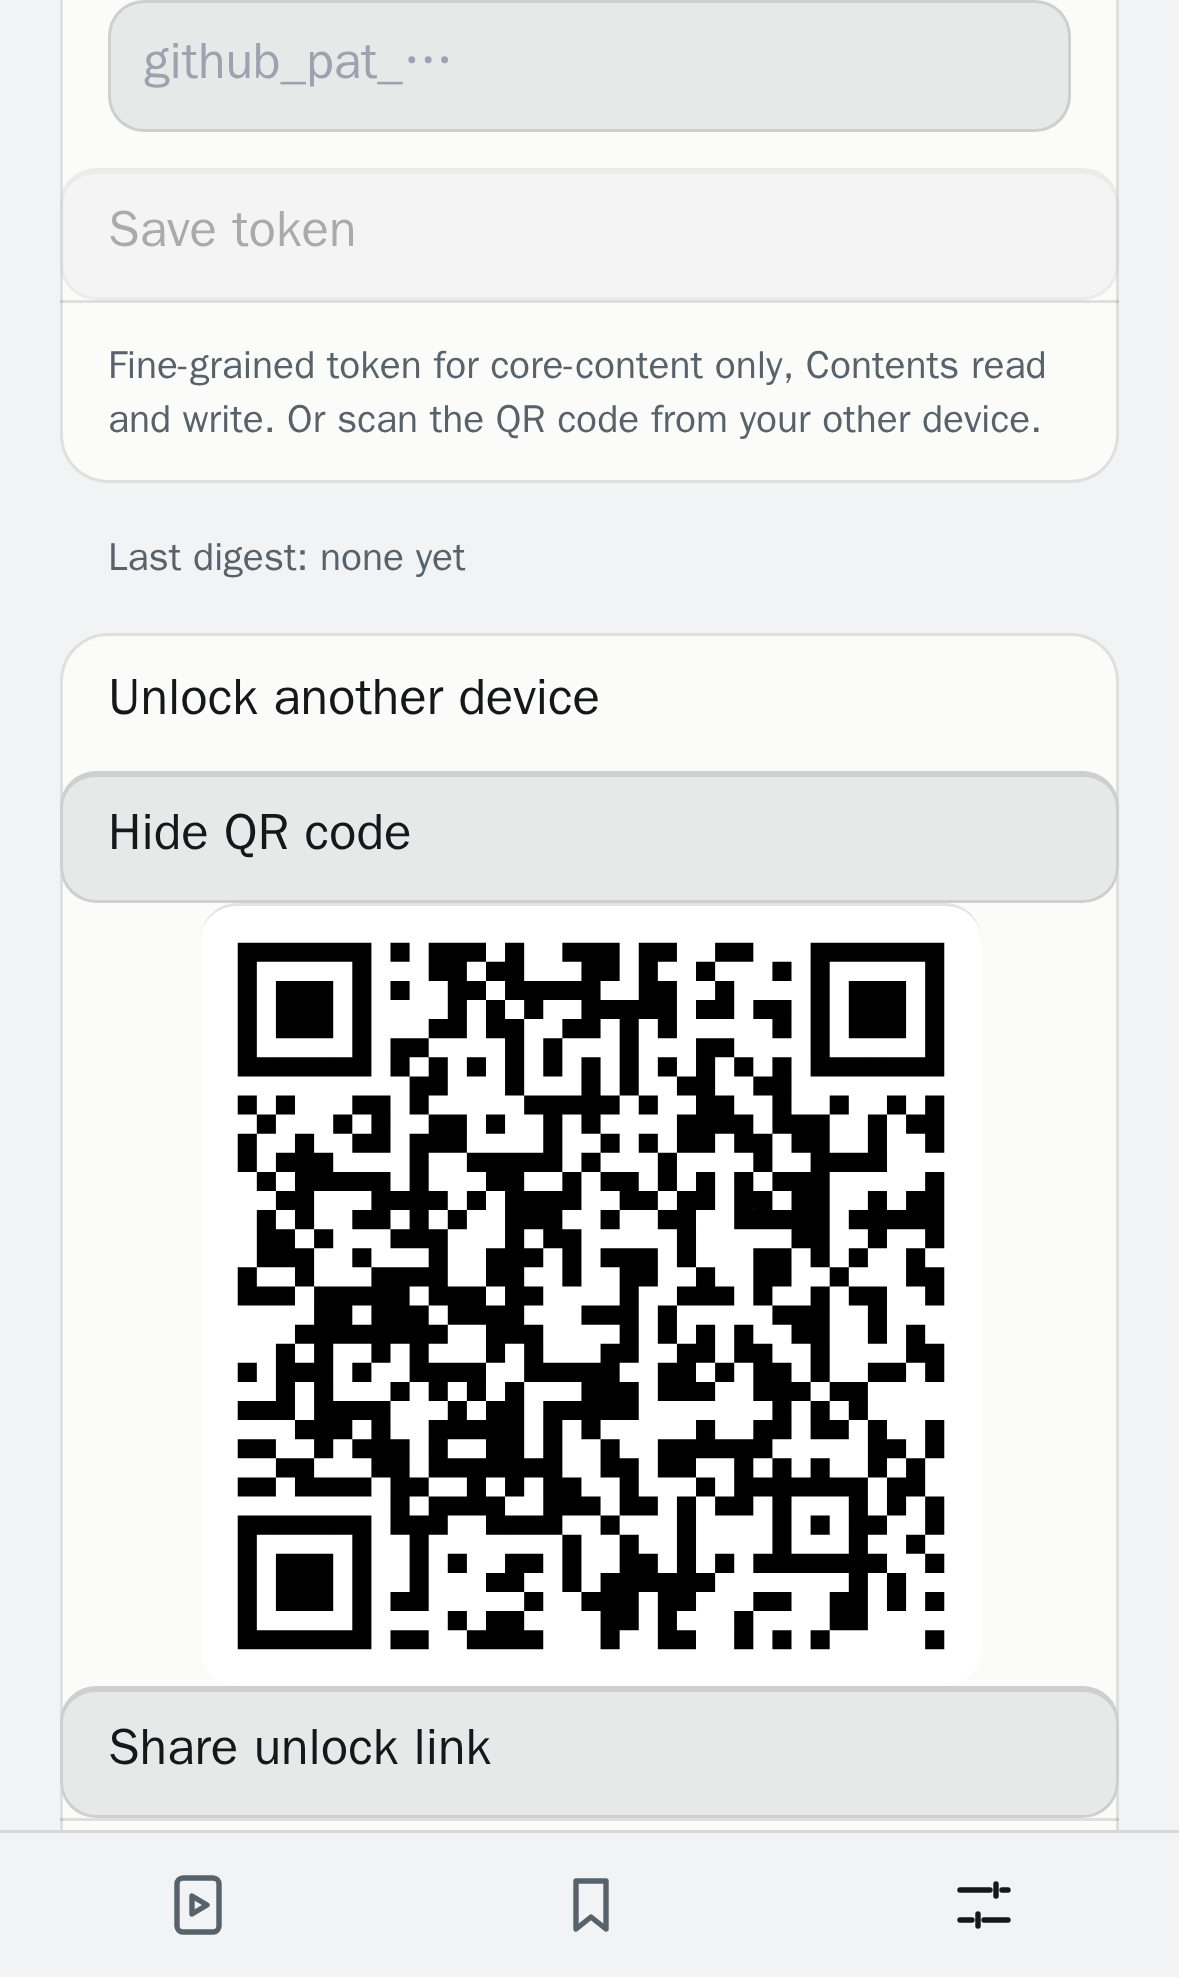 github_pat_···
Save token
Fine-grained token for core-content only, Contents read
and write. Or scan the QR code from your other device.
Last digest: none yet
Unlock another device
Hide QR code
Share unlock link